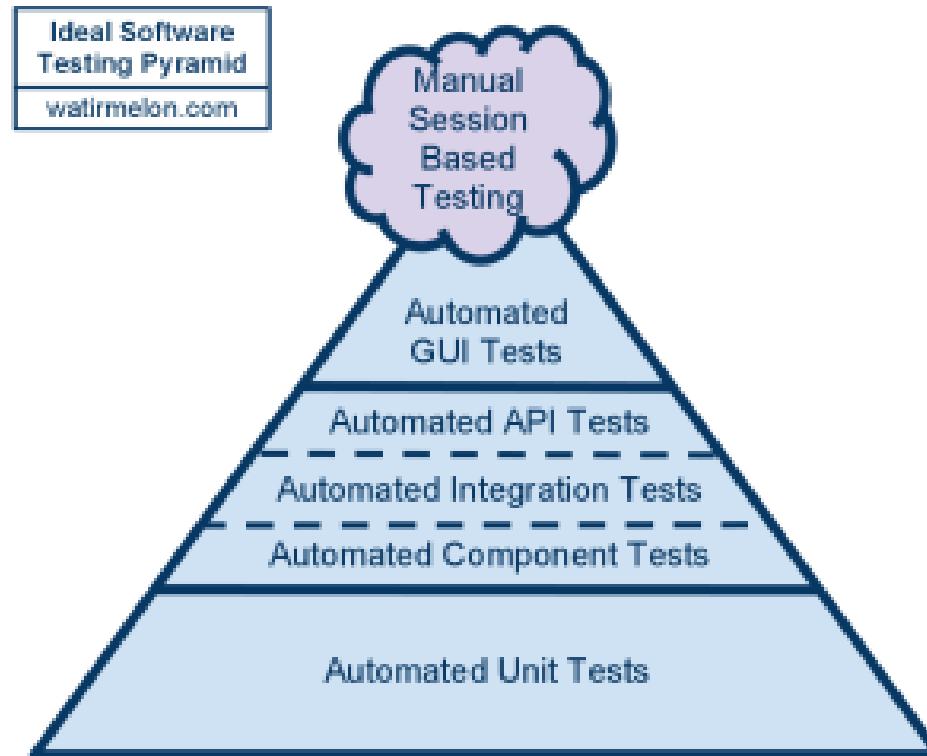 Ideal Software
Testing Pyramid
watirmelon.com
Manual
Session
Based
Testing
Automated
GUI Tests
Automated API Tests
Automated Integration Tests
Automated Component Tests
Automated Unit Tests